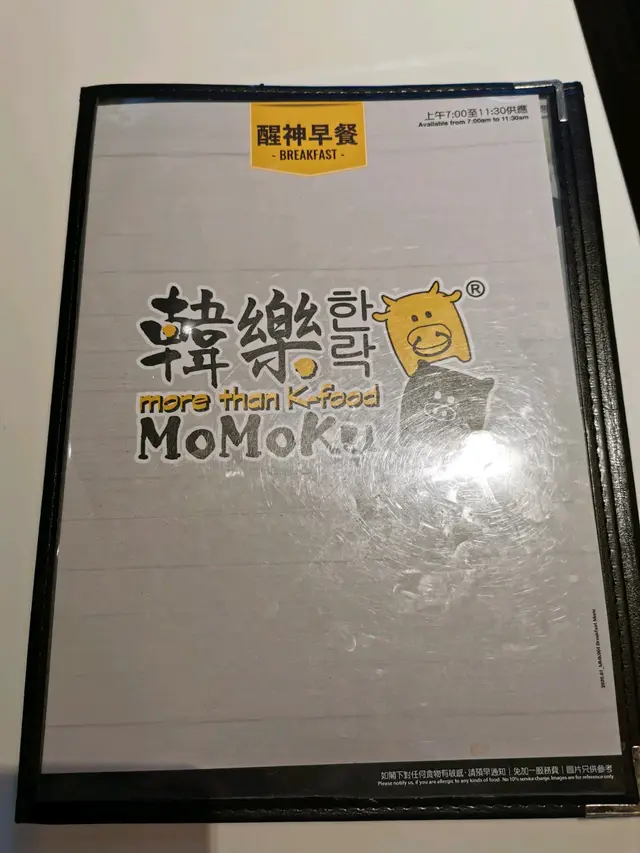 醒神早餐
- BREAKFAST -
上午7:00至11:30供應
Available from 7:00am to 11:30am
韓樂 한락 ®
more than K-food
MoMoKu
如閣下對任何食物有敏感，請預早通知｜免加一服務費｜圖片只供參考
Please notify us, if you are allergic to any kinds of food No 10% service charge. Images are for reference only
Breakfast Menu